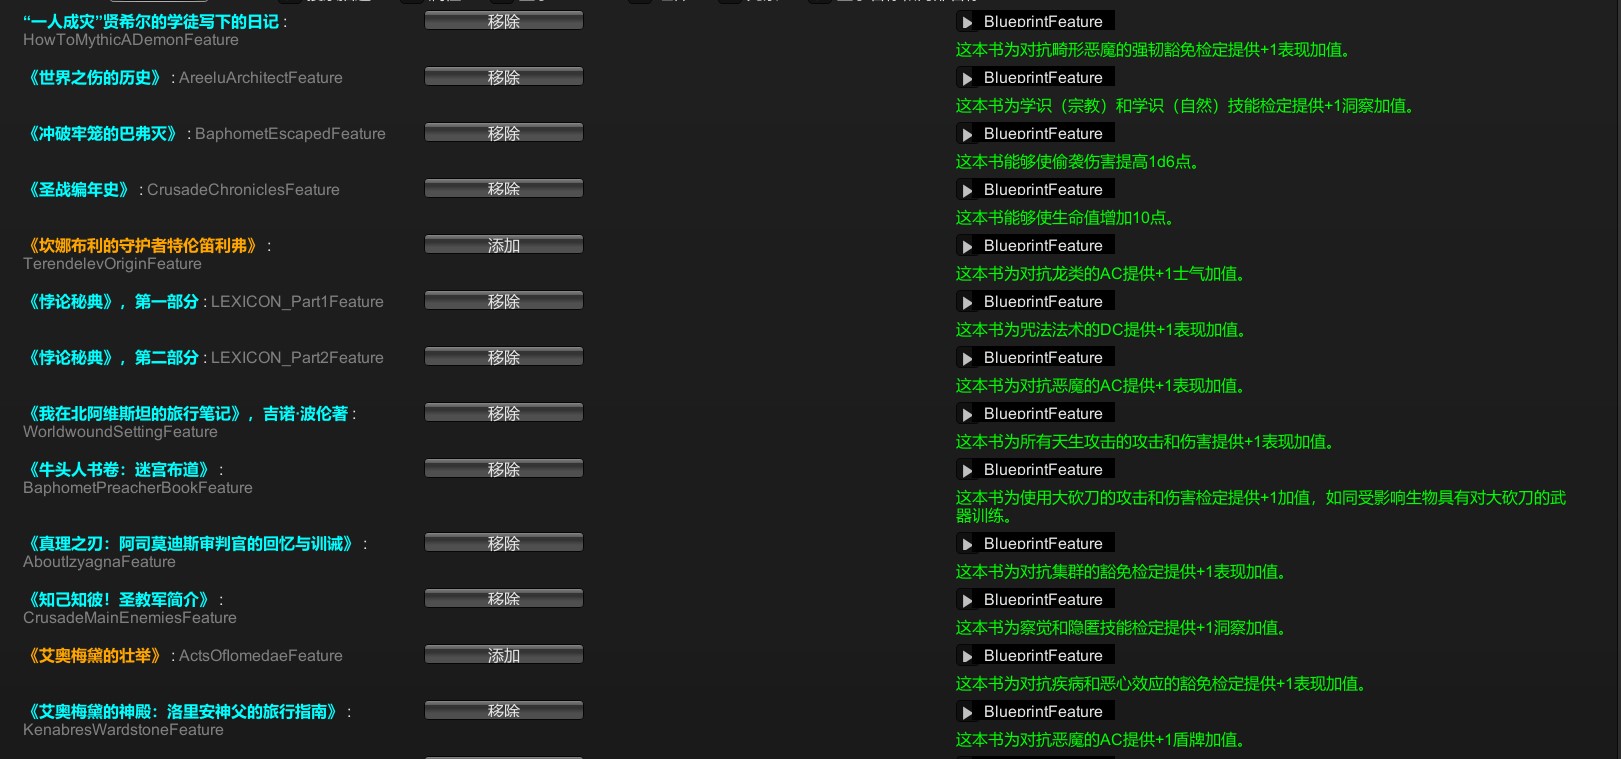 “一人成灾”贤希尔的学徒写下的日记 :
移除
BlueprintFeature
HowToMythicADemonFeature
这本书为对抗畸形恶魔的强韧豁免检定提供+1表现加值。
《世界之伤的历史》 : AreeluArchitectFeature
移除
BlueprintFeature
这本书为学识（宗教）和学识（自然）技能检定提供+1洞察加值。
《冲破牢笼的巴弗灭》 : BaphometEscapedFeature
移除
BlueprintFeature
这本书能够使偷袭伤害提高1d6点。
《圣战编年史》 : CrusadeChroniclesFeature
移除
BlueprintFeature
这本书能够使生命值增加10点。
《坎娜布利的守护者特伦笛利弗》 :
添加
BlueprintFeature
TerendelevOriginFeature
这本书为对抗龙类的AC提供+1士气加值。
《悖论秘典》，第一部分 : LEXICON_Part1Feature
移除
BlueprintFeature
这本书为咒法法术的DC提供+1表现加值。
《悖论秘典》，第二部分 : LEXICON_Part2Feature
移除
BlueprintFeature
这本书为对抗恶魔的AC提供+1表现加值。
《我在北阿维斯坦的旅行笔记》，吉诺·波伦著 :
移除
BlueprintFeature
WorldwoundSettingFeature
这本书为所有天生攻击的攻击和伤害提供+1表现加值。
《牛头人书卷：迷宫布道》 :
移除
BlueprintFeature
BaphometPreacherBookFeature
这本书为使用大砍刀的攻击和伤害检定提供+1加值，如同受影响生物具有对大砍刀的武
器训练。
《真理之刃：阿司莫迪斯审判官的回忆与训诫》 :
移除
BlueprintFeature
AboutIzyagnaFeature
这本书为对抗集群的豁免检定提供+1表现加值。
《知己知彼！圣教军简介》 :
移除
BlueprintFeature
CrusadeMainEnemiesFeature
这本书为察觉和隐匿技能检定提供+1洞察加值。
《艾奥梅黛的壮举》 : ActsOfIomedaeFeature
添加
BlueprintFeature
这本书为对抗疾病和恶心效应的豁免检定提供+1表现加值。
《艾奥梅黛的神殿：洛里安神父的旅行指南》 :
移除
BlueprintFeature
KenabresWardstoneFeature
这本书为对抗恶魔的AC提供+1盾牌加值。